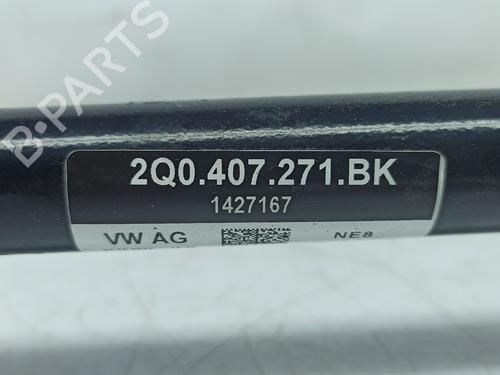 B-PARTS
2Q0.407.271.BK
1427167
VW AG
NE8